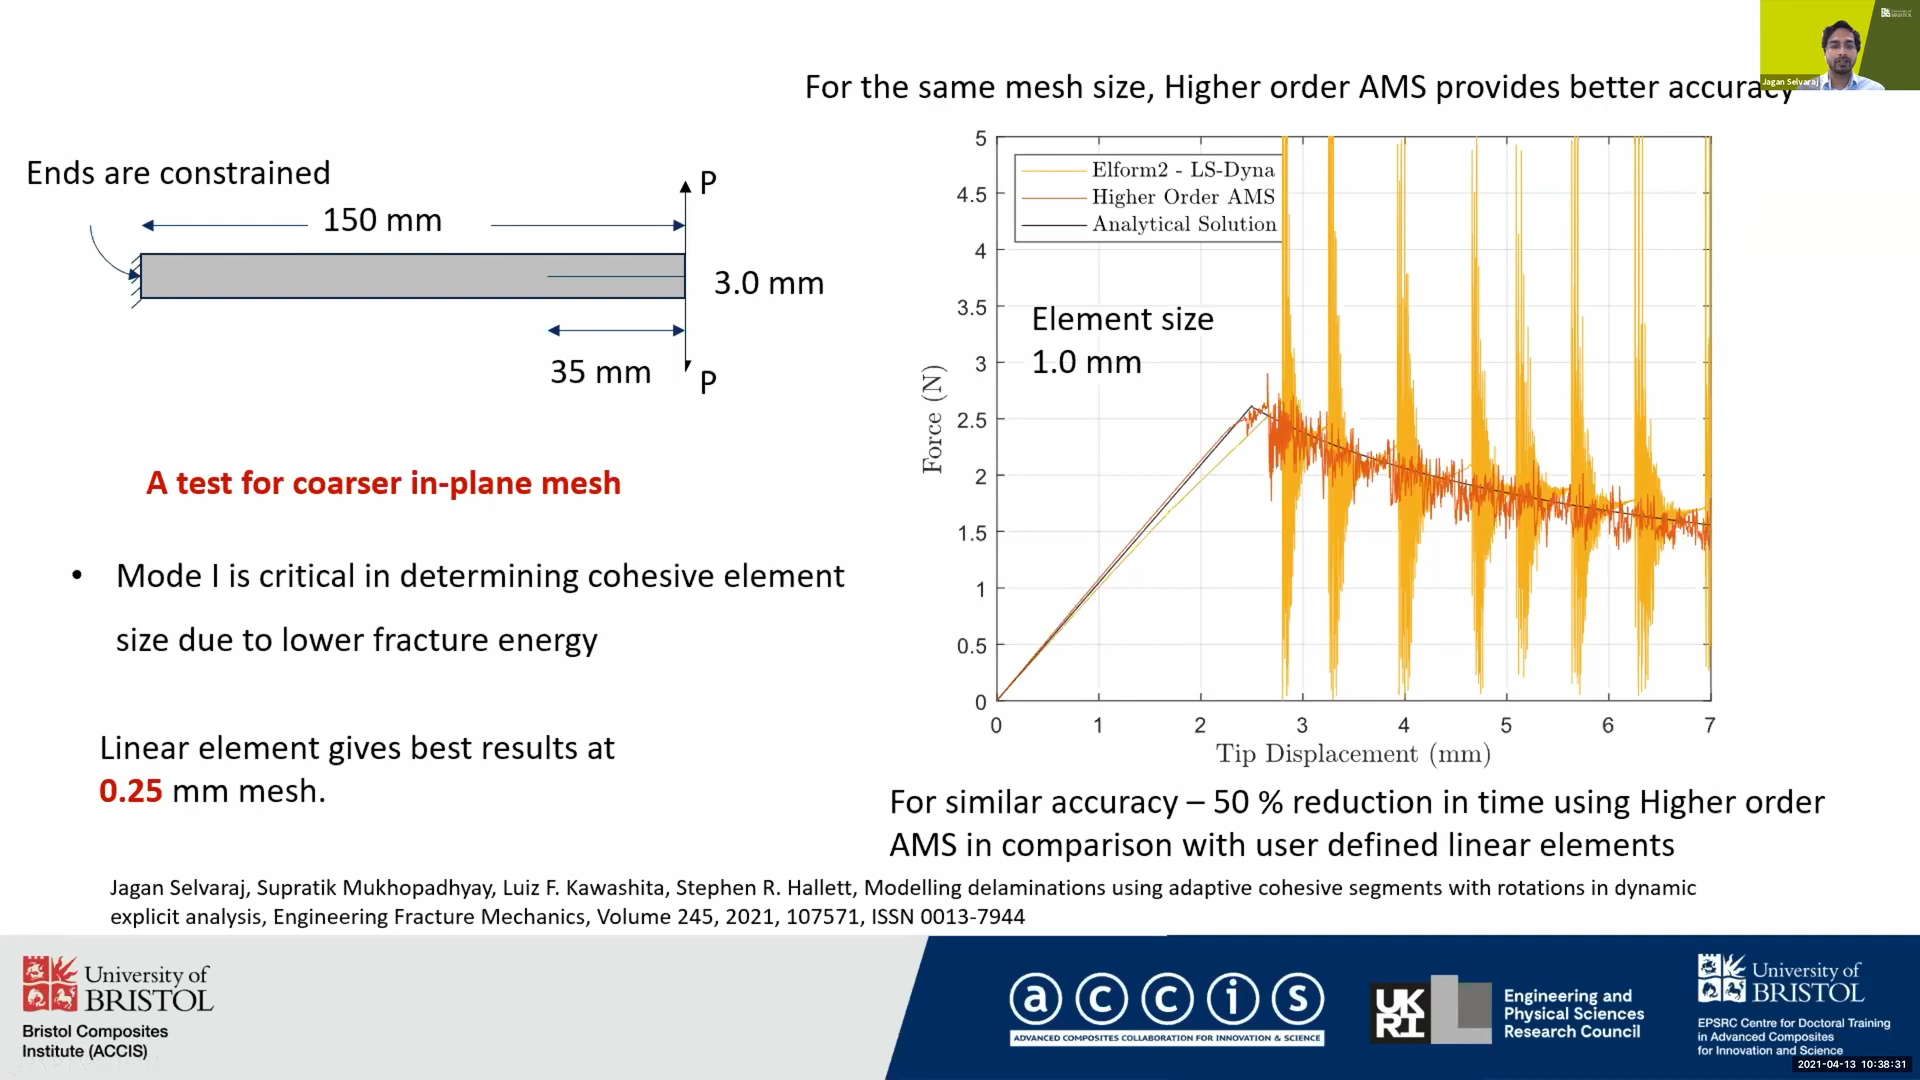 For the same mesh size, Higher order AMS provides better accuracy
University of
BRISTOL
Jagan Selvaraj
Ends are constrained
150 mm
P
3.0 mm
35 mm
P
A test for coarser in-plane mesh
• Mode I is critical in determining cohesive element
size due to lower fracture energy
Linear element gives best results at
0.25 mm mesh.
Elform2 - LS-Dyna
Higher Order AMS
Analytical Solution
Element size
1.0 mm
Force (N)
5
4.5
4
3.5
3
2.5
2
1.5
1
0.5
0
0 1 2 3 4 5 6 7
Tip Displacement (mm)
For similar accuracy – 50 % reduction in time using Higher order
AMS in comparison with user defined linear elements
Jagan Selvaraj, Supratik Mukhopadhyay, Luiz F. Kawashita, Stephen R. Hallett, Modelling delaminations using adaptive cohesive segments with rotations in dynamic
explicit analysis, Engineering Fracture Mechanics, Volume 245, 2021, 107571, ISSN 0013-7944
University of
BRISTOL
Bristol Composites
Institute (ACCIS)
accis
ADVANCED COMPOSITES COLLABORATION FOR INNOVATION & SCIENCE
UKRI
Engineering and
Physical Sciences
Research Council
University of
BRISTOL
EPSRC Centre for Doctoral Training
in Advanced Composites
for Innovation and Science
2021-04-13 10:38:31